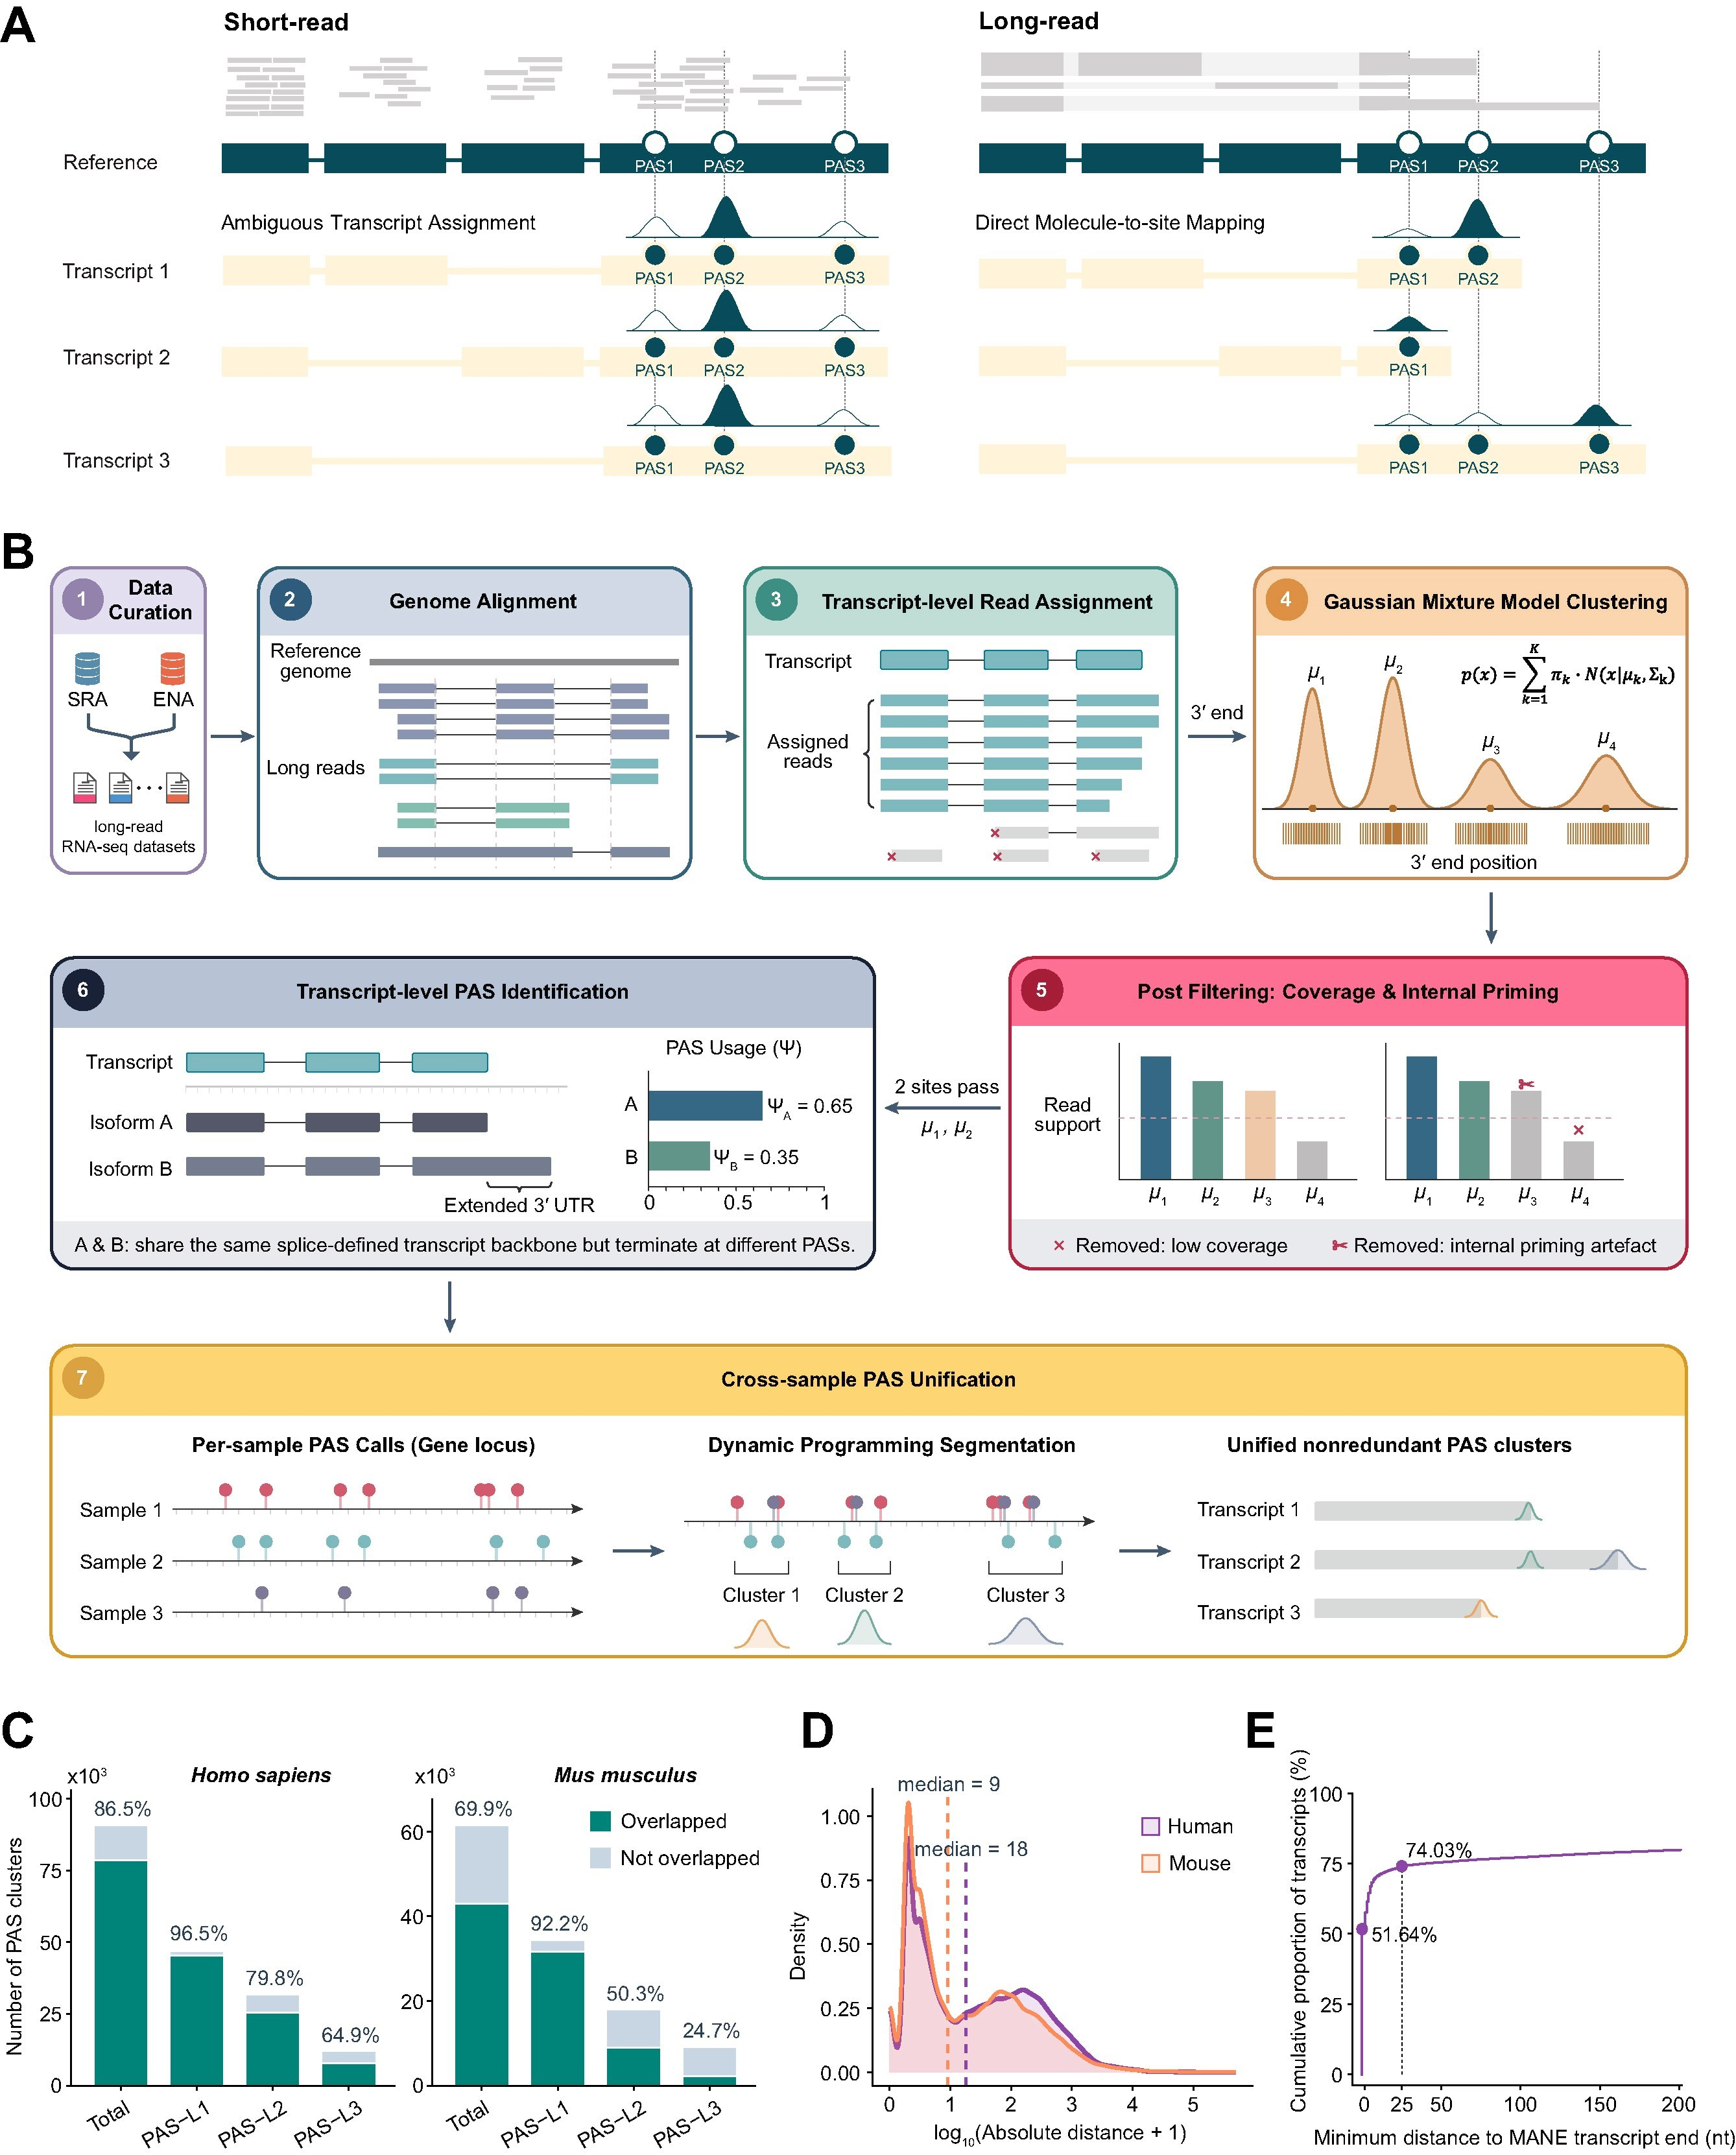 A
Short-read
Long-read
Reference
PAS1 PAS2 PAS3
PAS1 PAS2 PAS3
Ambiguous Transcript Assignment
Direct Molecule-to-site Mapping
Transcript 1
PAS1 PAS2 PAS3
PAS1 PAS2
Transcript 2
PAS1 PAS2 PAS3
PAS1
Transcript 3
PAS1 PAS2 PAS3
PAS1 PAS2 PAS3
B
1
Data
Curation
SRA ENA
long-read
RNA-seq datasets
2
Genome Alignment
Reference
genome
Long reads
3
Transcript-level Read Assignment
Transcript
Assigned
reads
3′ end
4
Gaussian Mixture Model Clustering
μ₁ μ₂ μ₃ μ₄
p(x) = ∑ₖ₌₁ᴷ πₖ · N(x|μₖ,Σₖ)
3′ end position
6
Transcript-level PAS Identification
Transcript
Isoform A
Isoform B
Extended 3′ UTR
PAS Usage (Ψ)
A Ψ_A = 0.65
B Ψ_B = 0.35
0 0.5 1
A & B: share the same splice-defined transcript backbone but terminate at different PASs.
2 sites pass
μ₁, μ₂
5
Post Filtering: Coverage & Internal Priming
Read
support
μ₁ μ₂ μ₃ μ₄
μ₁ μ₂ μ₃ μ₄
× Removed: low coverage
Removed: internal priming artefact
7
Cross-sample PAS Unification
Per-sample PAS Calls (Gene locus)
Sample 1
Sample 2
Sample 3
Dynamic Programming Segmentation
Cluster 1 Cluster 2 Cluster 3
Unified nonredundant PAS clusters
Transcript 1
Transcript 2
Transcript 3
C
Number of PAS clusters
x10³
Homo sapiens
100
75
50
25
0
86.5%
96.5%
79.8%
64.9%
Total PAS–L1 PAS–L2 PAS–L3
x10³
Mus musculus
60
40
20
0
69.9%
92.2%
50.3%
24.7%
Overlapped
Not overlapped
Total PAS–L1 PAS–L2 PAS–L3
D
median = 9
median = 18
Human
Mouse
Density
1.00
0.75
0.50
0.25
0.00
0 1 2 3 4 5
log₁₀(Absolute distance + 1)
E
Cumulative proportion of transcripts (%)
100
75
50
25
0
74.03%
51.64%
0 25 50 100 150 200
Minimum distance to MANE transcript end (nt)